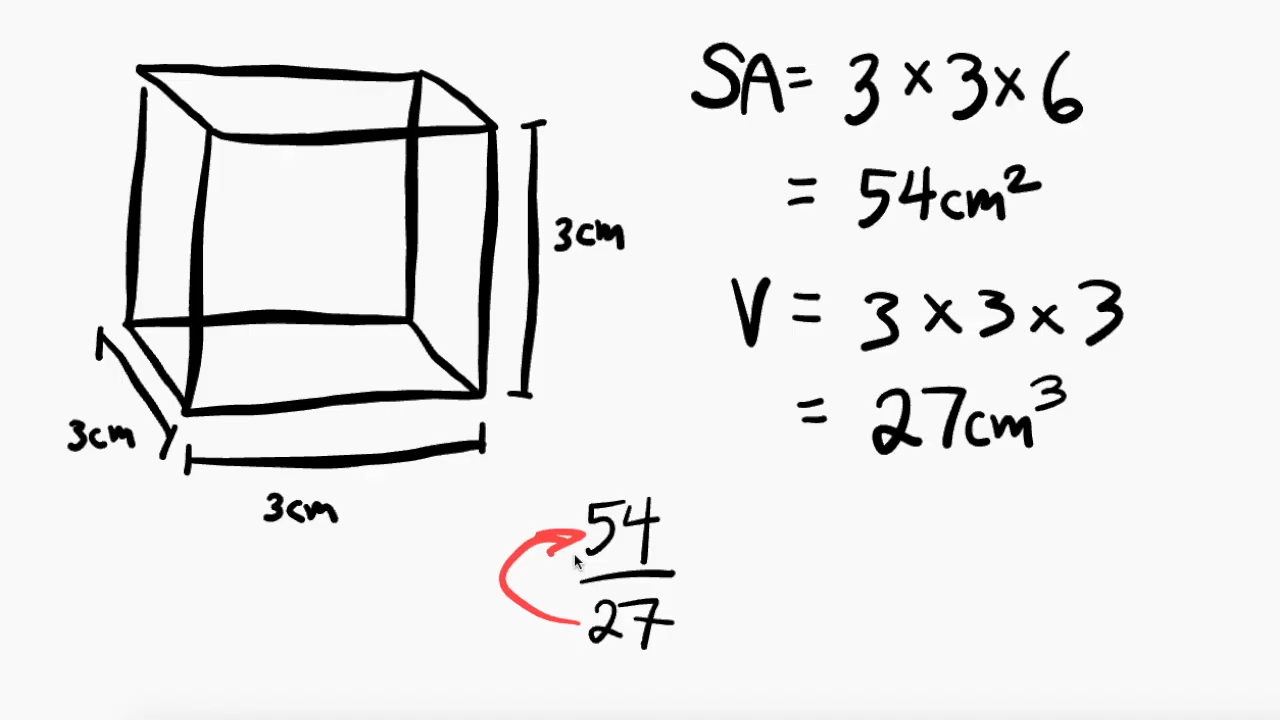 SA = 3 × 3 × 6
= 54cm²
3cm
V = 3 × 3 × 3
= 27cm³
3cm
3cm
54
27